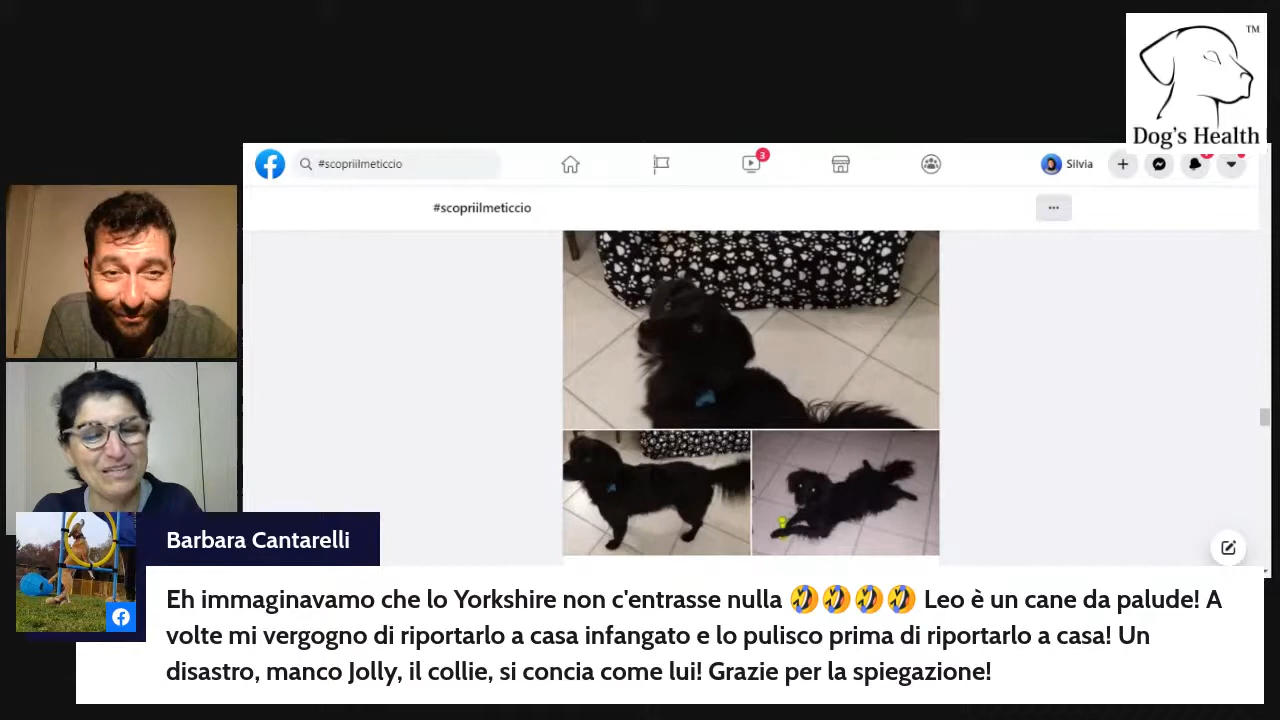 TM
Dog's Health
#scopriilmeticcio
3
Silvia
#scopriilmeticcio
Barbara Cantarelli
Eh immaginavamo che lo Yorkshire non c'entrasse nulla 🤣🤣🤣🤣 Leo è un cane da palude! A
volte mi vergogno di riportarlo a casa infangato e lo pulisco prima di riportarlo a casa! Un
disastro, manco Jolly, il collie, si concia come lui! Grazie per la spiegazione!